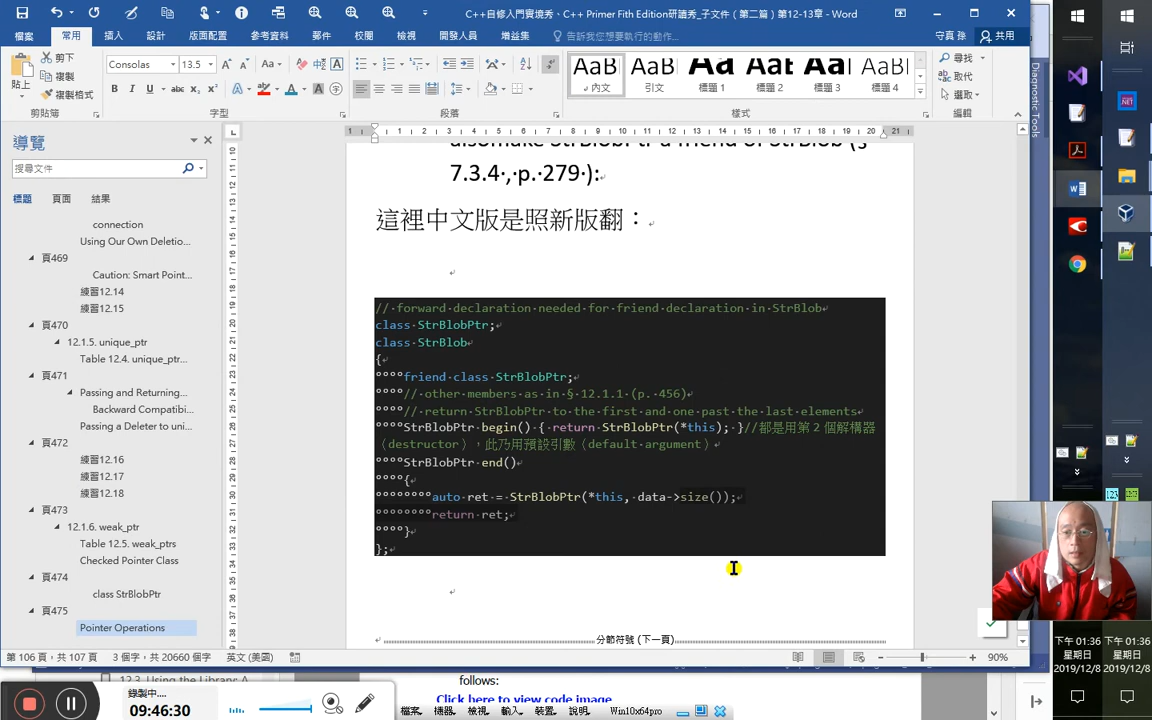 C++自修入門實境秀、C++ Primer Fith Edition研讀秀_子文件（第二篇）第12-13章 - Word
檔案 常用 插入 設計 版面配置 參考資料 郵件 校閱 檢視 開發人員 增益集 告訴我您想要執行的動作... 守真 孫 共用
貼上 剪下 複製 複製格式 剪貼簿
Consolas 13.5 字型
AaB AaBb AaB AaB AaB AaBb
內文 引文 標題 1 標題 2 標題 3 標題 4 樣式
尋找 取代 選取 編輯
導覽
搜尋文件
標題 頁面 結果
connection
Using Our Own Deletio...
頁469
Caution: Smart Point...
練習12.14
練習12.15
頁470
12.1.5. unique_ptr
Table 12.4. unique_ptr...
頁471
Passing and Returning...
Backward Compatibi...
Passing a Deleter to uni...
頁472
練習12.16
練習12.17
練習12.18
頁473
12.1.6. weak_ptr
Table 12.5. weak_ptrs
Checked Pointer Class
頁474
class StrBlobPtr
頁475
Pointer Operations
7.3.4 , p. 279 ):
這裡中文版是照新版翻：
// forward declaration needed for friend declaration in StrBlob
class StrBlobPtr;
class StrBlob
{
friend class StrBlobPtr;
// other members as in § 12.1.1 (p. 456)
// return StrBlobPtr to the first and one past the last elements
StrBlobPtr begin() { return StrBlobPtr(*this); }//都是用第 2 個解構器
（destructor），此乃用預設引數（default argument）
StrBlobPtr end()
{
auto ret = StrBlobPtr(*this, data->size());
return ret;
}
};
分節符號 (下一頁)
第 106 頁，共 107 頁 3 個字，共 20660 個字 英文 (美國) 90%
follows:
Click here to view code image
錄製中...
09:46:30
檔案 機器 檢視 輸入 裝置 說明 Win10x64pro
Diagnostic Tools
下午 01:36
星期日
2019/12/8
下午 01:36
星期日
2019/12/8